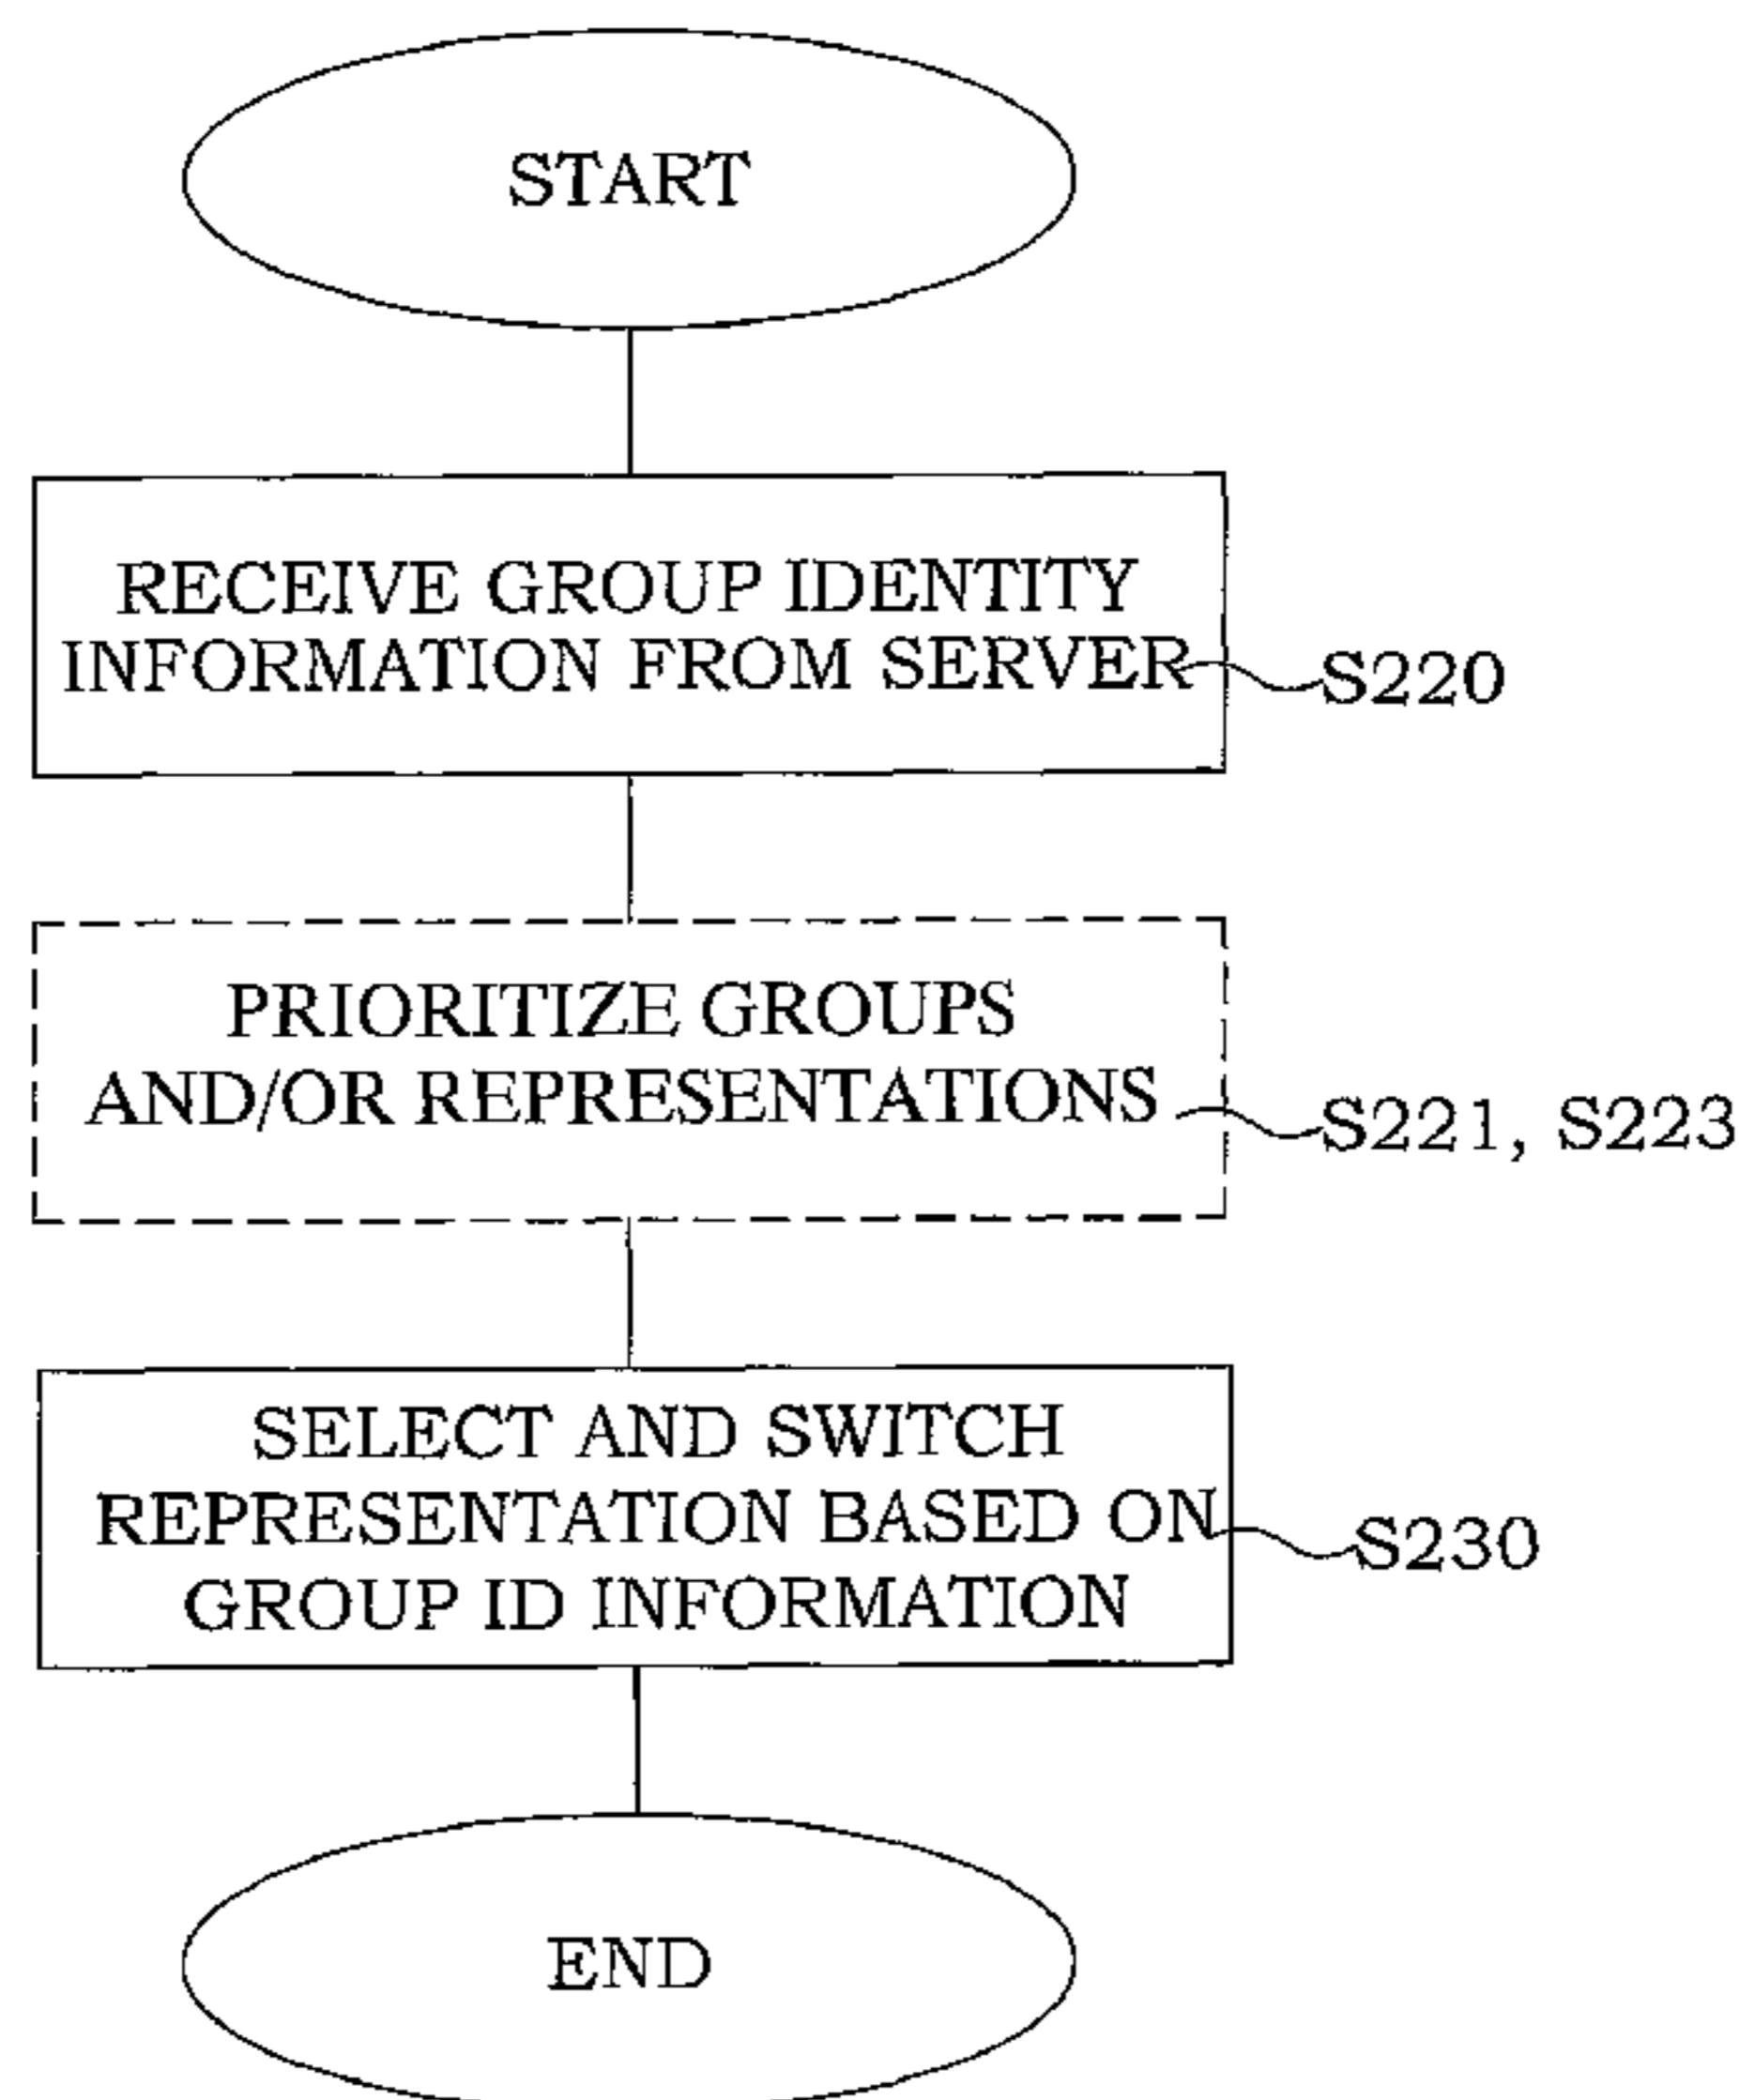 START
RECEIVE GROUP IDENTITY
INFORMATION FROM SERVER
S220
PRIORITIZE GROUPS
AND/OR REPRESENTATIONS
S221, S223
SELECT AND SWITCH
REPRESENTATION BASED ON
GROUP ID INFORMATION
S230
END